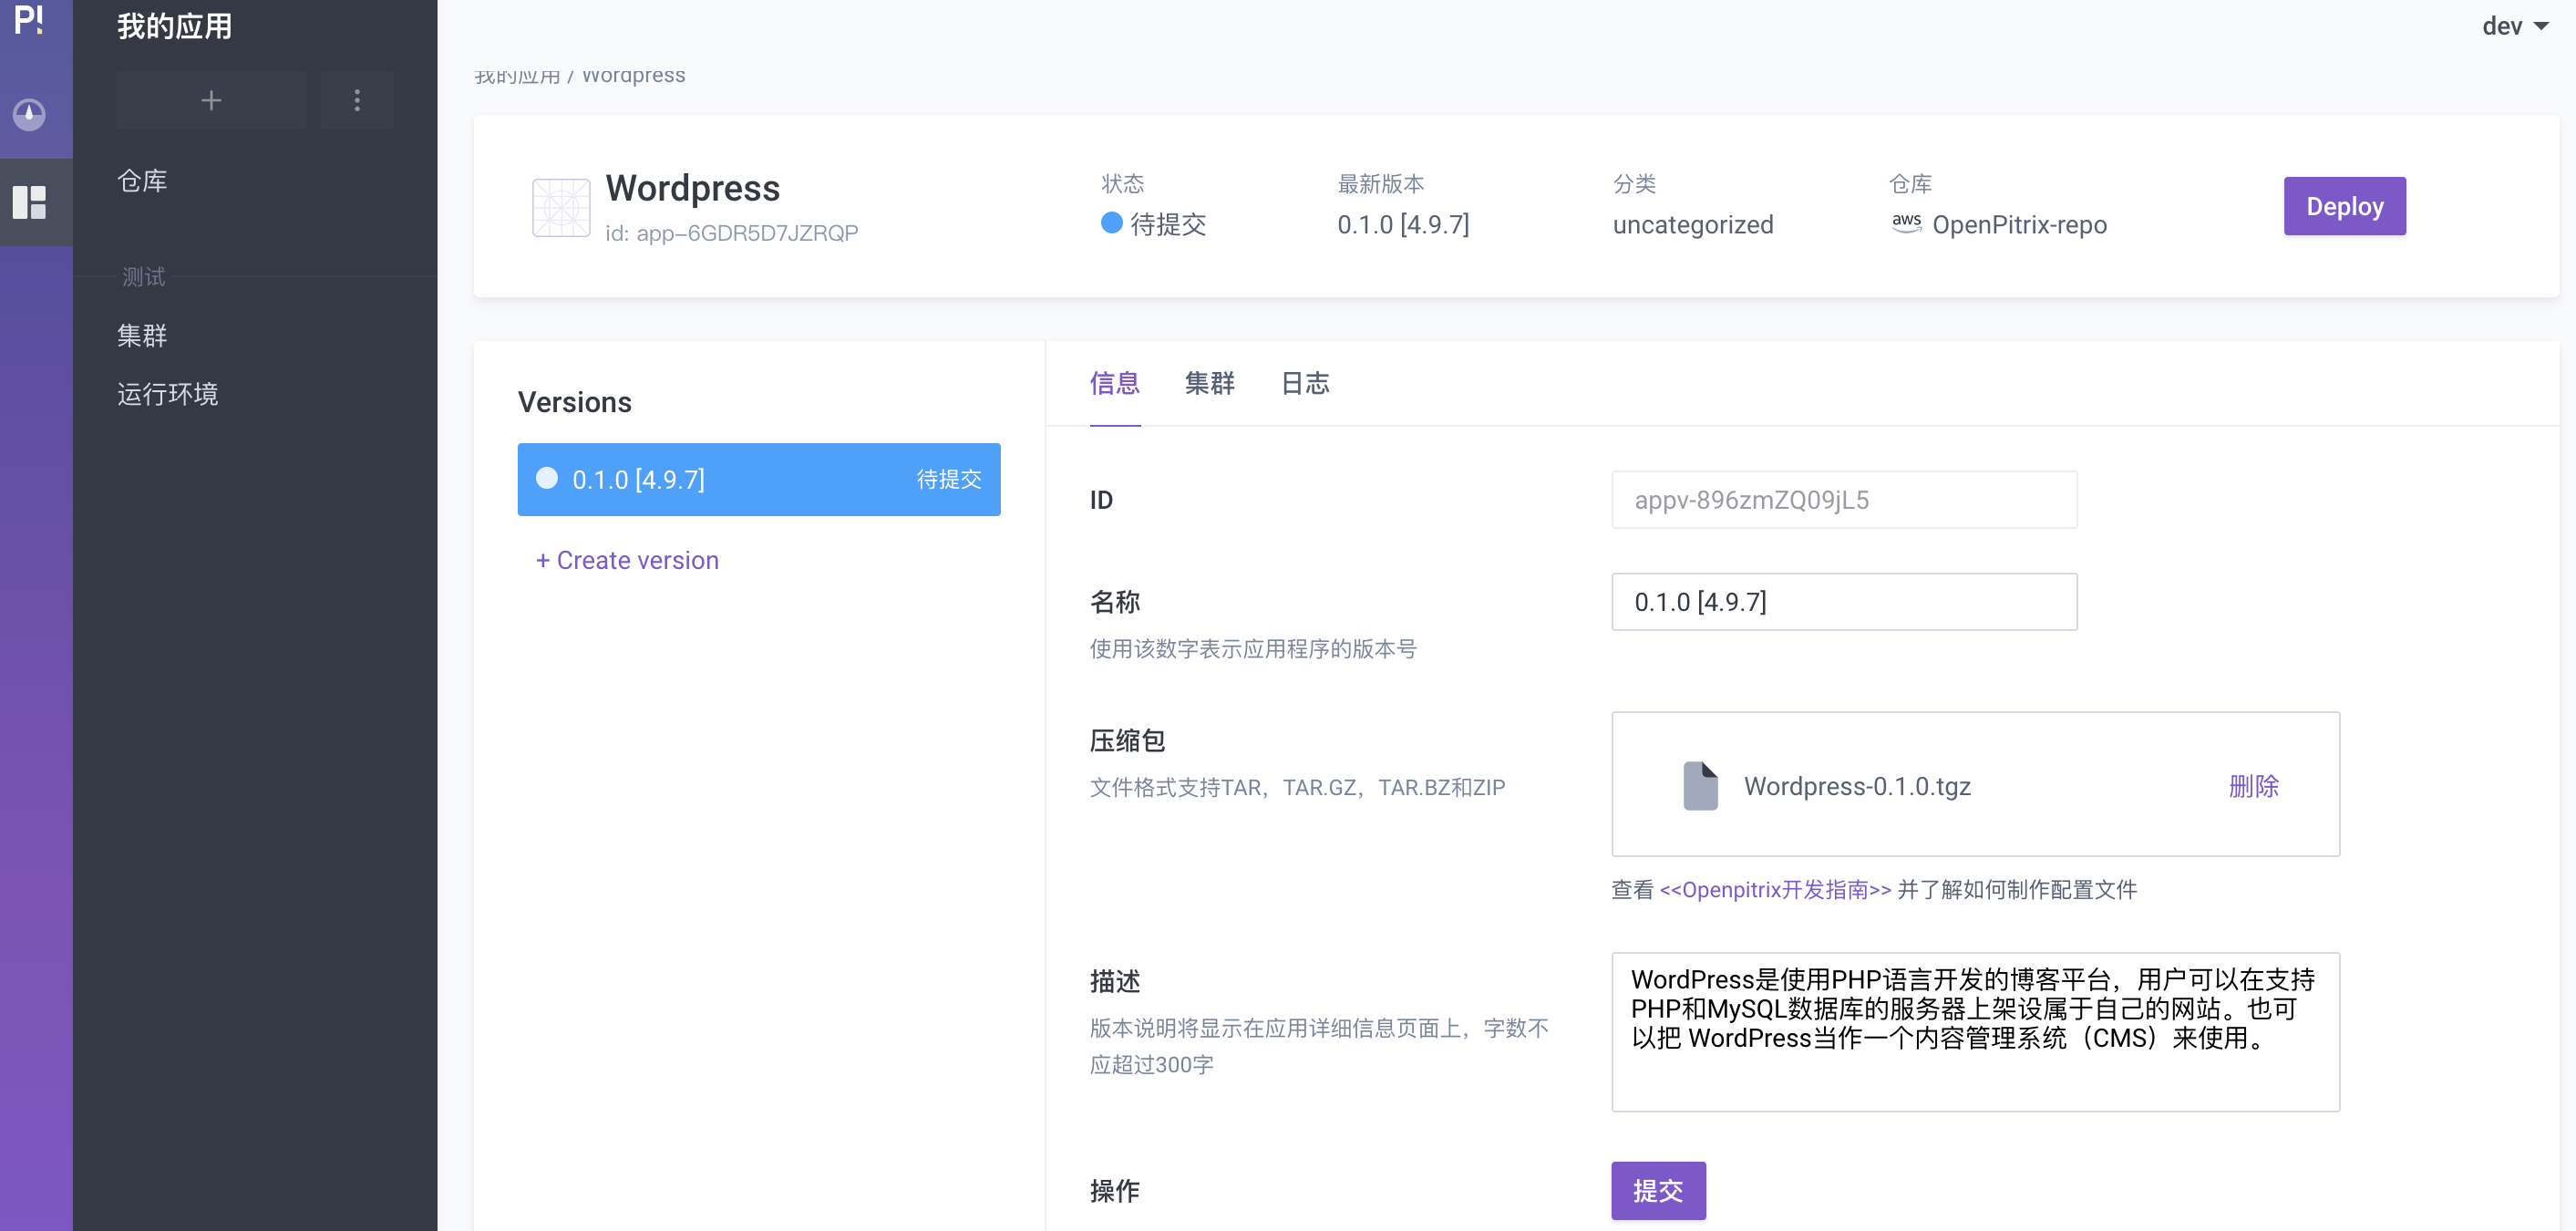 P!
我的应用
dev
我的应用 / Wordpress
仓库
测试
集群
运行环境
Wordpress
id: app-6GDR5D7JZRQP
状态
待提交
最新版本
0.1.0 [4.9.7]
分类
uncategorized
仓库
aws OpenPitrix-repo
Deploy
Versions
0.1.0 [4.9.7] 待提交
+ Create version
信息 集群 日志
ID
appv-896zmZQ09jL5
名称
0.1.0 [4.9.7]
使用该数字表示应用程序的版本号
压缩包
文件格式支持TAR，TAR.GZ，TAR.BZ和ZIP
Wordpress-0.1.0.tgz 删除
查看 <<Openpitrix开发指南>> 并了解如何制作配置文件
描述
版本说明将显示在应用详细信息页面上，字数不
应超过300字
WordPress是使用PHP语言开发的博客平台，用户可以在支持
PHP和MySQL数据库的服务器上架设属于自己的网站。也可
以把 WordPress当作一个内容管理系统（CMS）来使用。
操作
提交